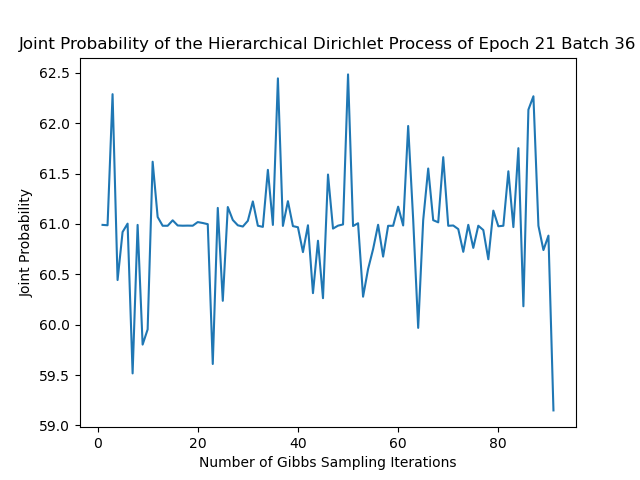 Joint Probability of the Hierarchical Dirichlet Process of Epoch 21 Batch 36
62.5
62.0
61.5
61.0
60.5
60.0
59.5
59.0
Joint Probability
0 20 40 60 80
Number of Gibbs Sampling Iterations